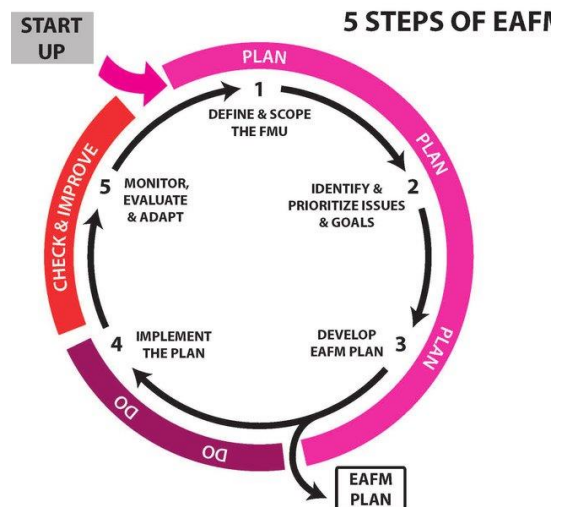 START
UP
5 STEPS OF EAFM
PLAN
1
DEFINE & SCOPE
THE FMU
PLAN
2
IDENTIFY &
PRIORITIZE ISSUES
& GOALS
PLAN
3
DEVELOP
EAFM PLAN
EAFM
PLAN
DO
DO
4
IMPLEMENT
THE PLAN
CHECK & IMPROVE
5
MONITOR,
EVALUATE
& ADAPT